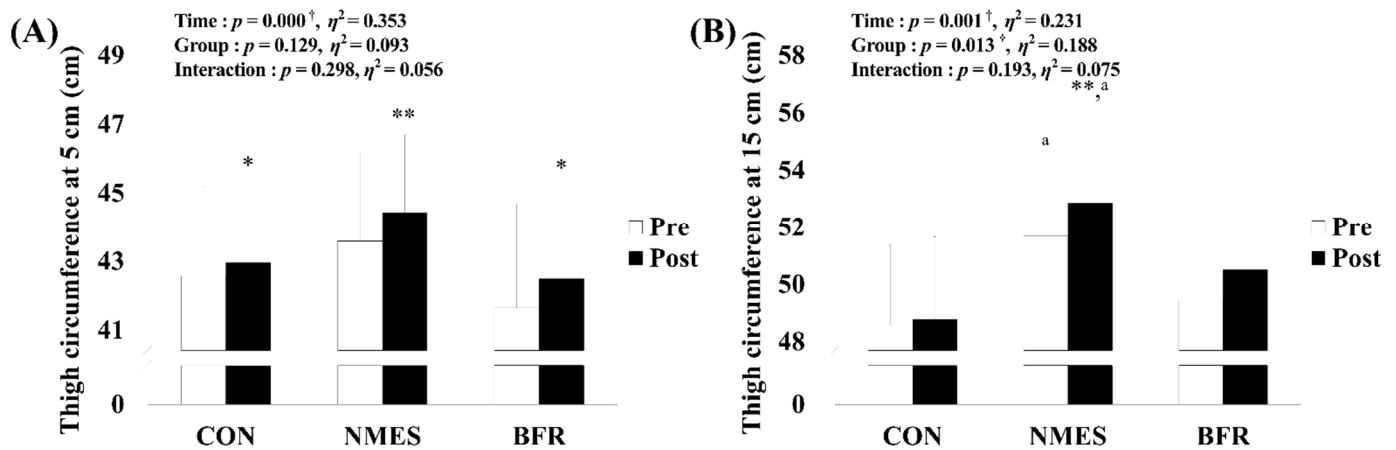 (A)
Time : p = 0.000 †, η² = 0.353
Group : p = 0.129, η² = 0.093
Interaction : p = 0.298, η² = 0.056
Thigh circumference at 5 cm (cm)
49
47
45
43
41
0
*
**
*
CON NMES BFR
Pre
Post
(B)
Time : p = 0.001 †, η² = 0.231
Group : p = 0.013 †, η² = 0.188
Interaction : p = 0.193, η² = 0.075
Thigh circumference at 15 cm (cm)
58
56
54
52
50
48
0
a
**,a
CON NMES BFR
Pre
Post